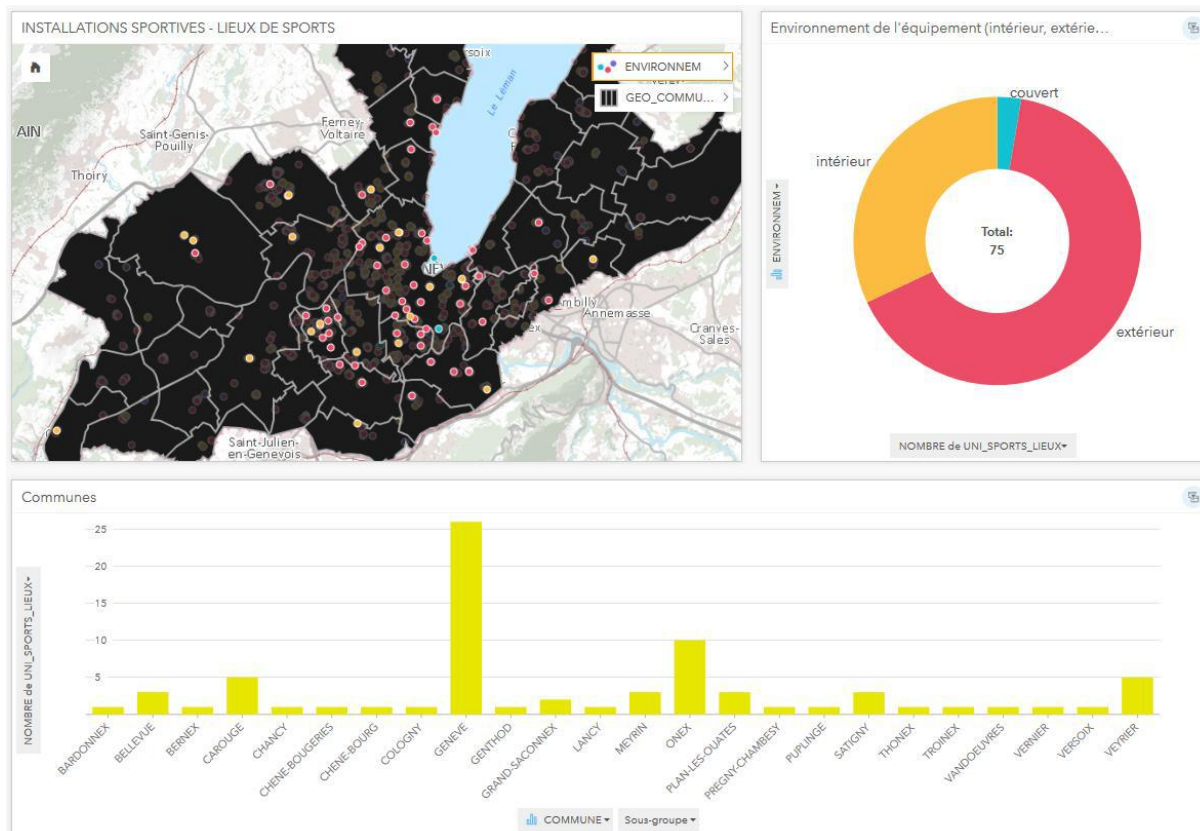 INSTALLATIONS SPORTIVES - LIEUX DE SPORTS
ENVIRONNEM
GEO_COMMU...
Le Léman
AIN
Saint-Genis-
Pouilly
Ferney-
Voltaire
Thoiry
Annemasse
Cranves-
Sales
Saint-Julien-
en-Genevois
Environnement de l'équipement (intérieur, extérie...
couvert
intérieur
extérieur
Total:
75
ENVIRONNEM
NOMBRE de UNI_SPORTS_LIEUX
Communes
NOMBRE de UNI_SPORTS_LIEUX
25
20
15
10
5
BARDONNEX
BELLEVUE
BERNEX
CAROUGE
CHANCY
CHENE-BOUGERIES
CHENE-BOURG
COLOGNY
GENEVE
GENTHOD
GRAND-SACONNEX
LANCY
MEYRIN
ONEX
PLAN-LES-OUATES
PREGNY-CHAMBESY
PUPLINGE
SATIGNY
THONEX
TROINEX
VANDOEUVRES
VERNIER
VERSOIX
VEYRIER
COMMUNE
Sous-groupe